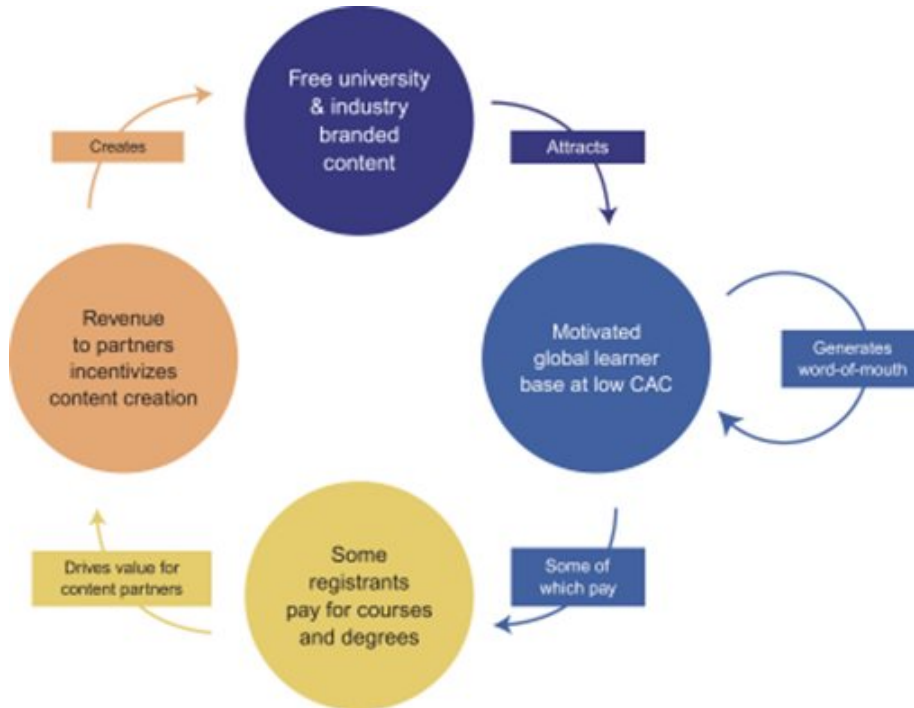 Free university
& industry
branded
content
Attracts
Motivated
global learner
base at low CAC
Generates
word-of-mouth
Some of
which pay
Some
registrants
pay for courses
and degrees
Drives value for
content partners
Revenue
to partners
incentivizes
content creation
Creates